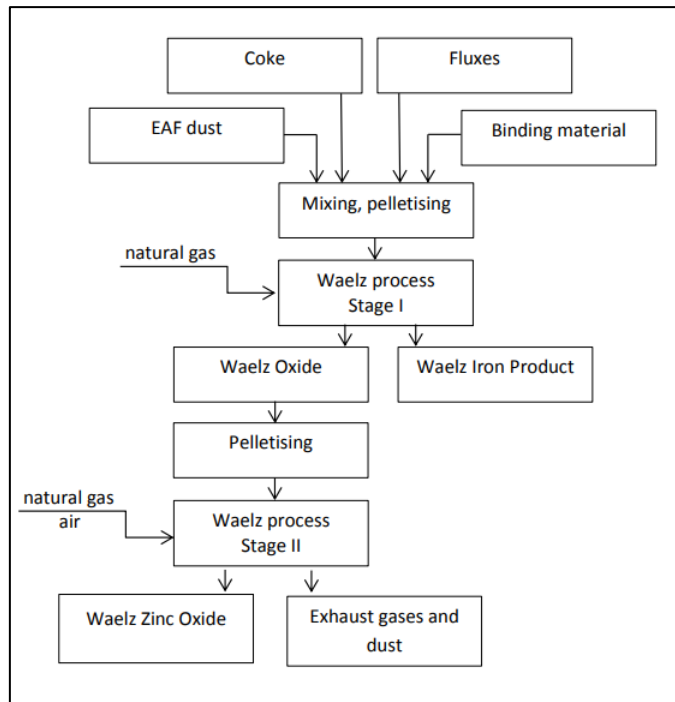 Coke
Fluxes
EAF dust
Binding material
Mixing, pelletising
natural gas
Waelz process
Stage I
Waelz Oxide
Waelz Iron Product
Pelletising
natural gas
air
Waelz process
Stage II
Waelz Zinc Oxide
Exhaust gases and
dust